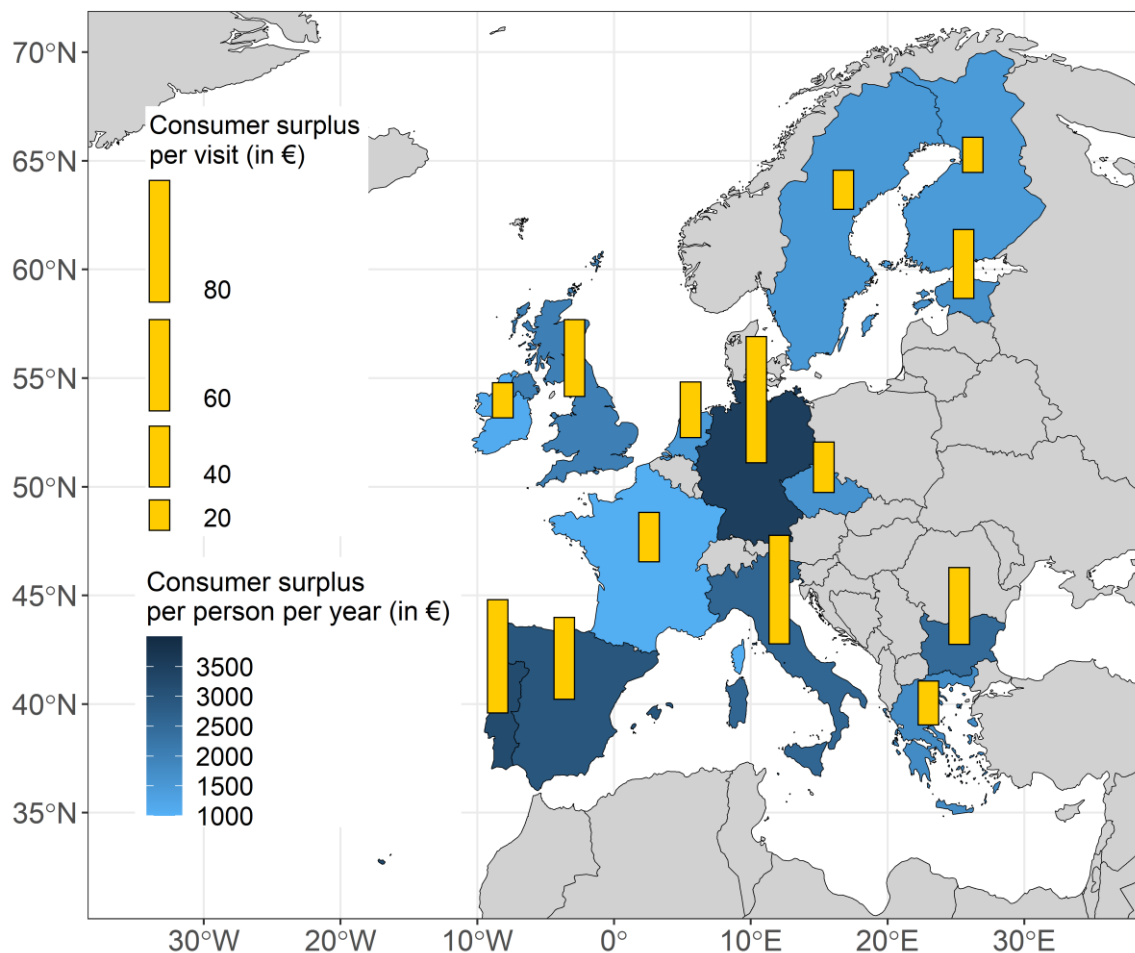 70°N
65°N
60°N
55°N
50°N
45°N
40°N
35°N
Consumer surplus
per visit (in €)
80
60
40
20
Consumer surplus
per person per year (in €)
3500
3000
2500
2000
1500
1000
30°W
20°W
10°W
0°
10°E
20°E
30°E